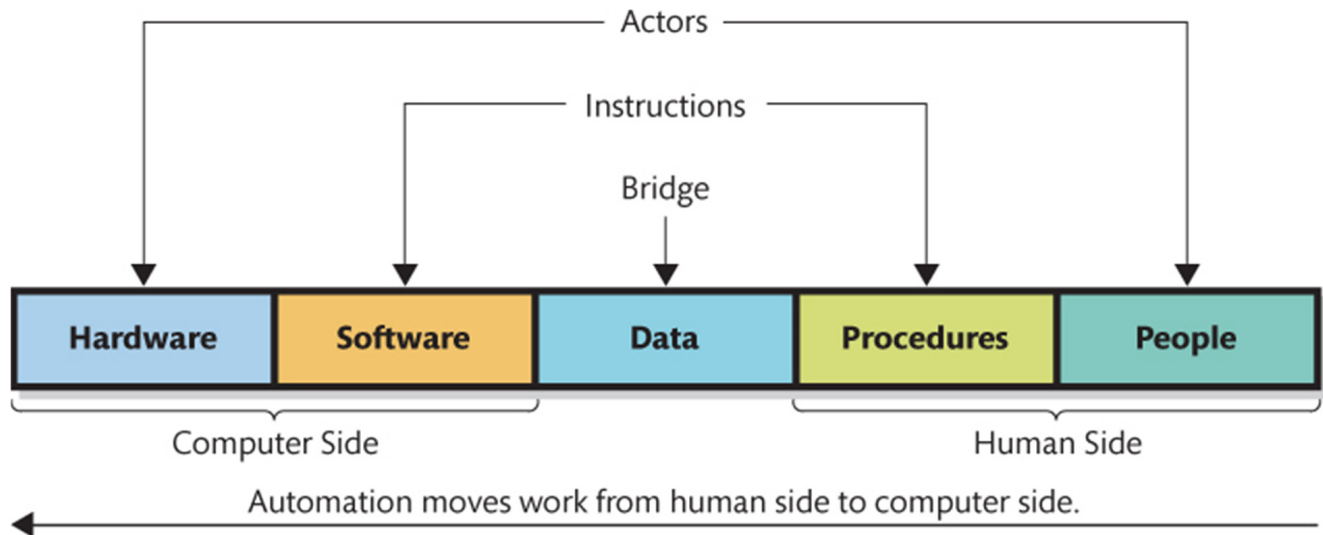 Actors
Instructions
Bridge
Hardware Software Data Procedures People
Computer Side Human Side
Automation moves work from human side to computer side.